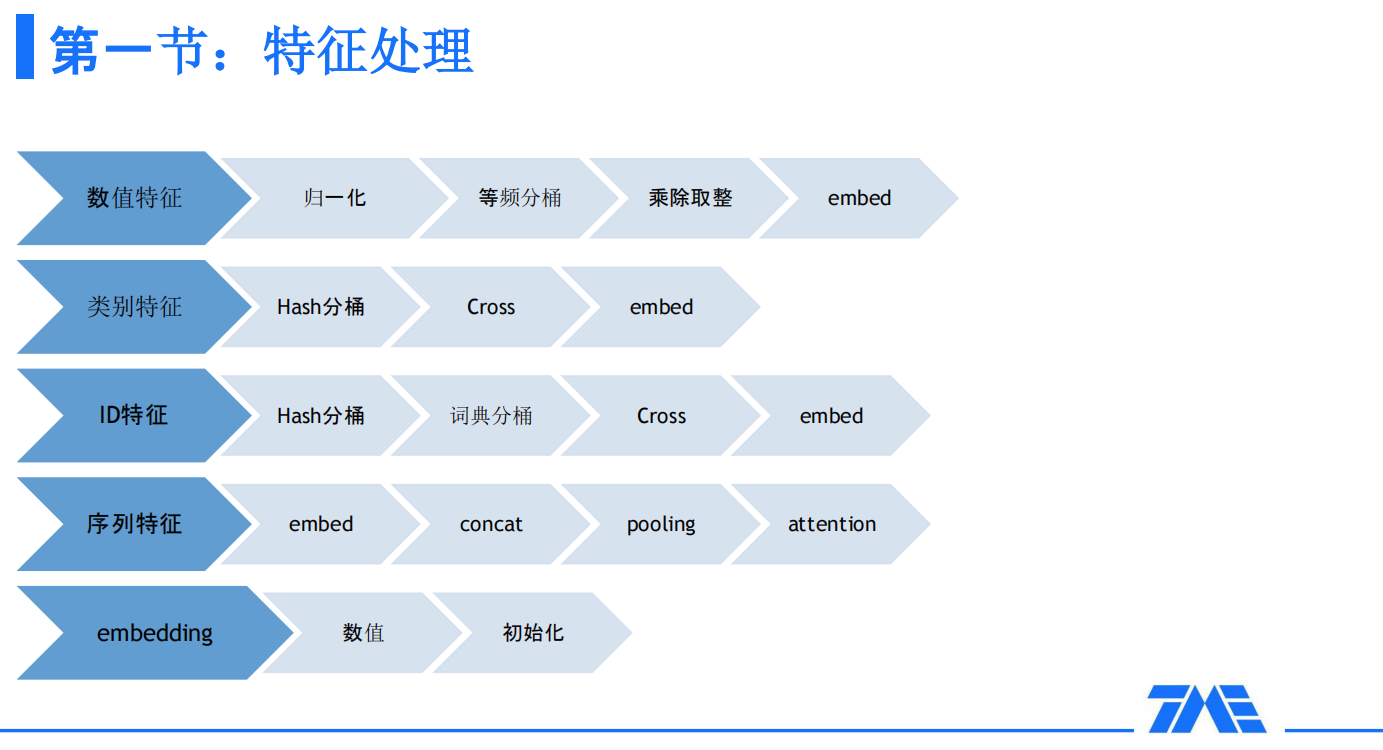 第一节：特征处理
数值特征 归一化 等频分桶 乘除取整 embed
类别特征 Hash分桶 Cross embed
ID特征 Hash分桶 词典分桶 Cross embed
序列特征 embed concat pooling attention
embedding 数值 初始化
TME